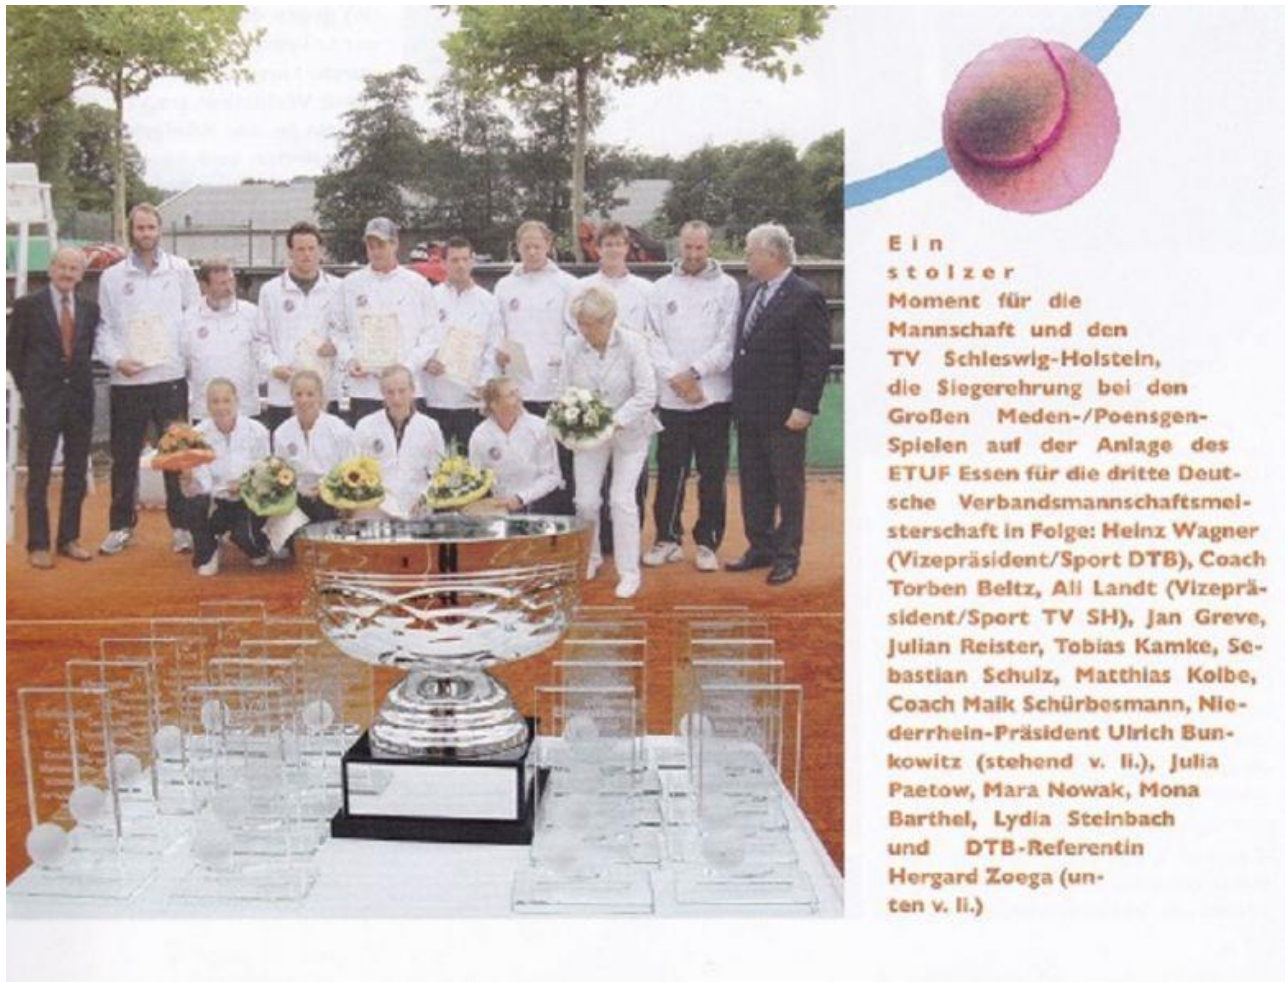 Ein
stolzer
Moment für die
Mannschaft und den
TV Schleswig-Holstein,
die Siegerehrung bei den
Großen Meden-/Poensgen-
Spielen auf der Anlage des
ETUF Essen für die dritte Deut-
sche Verbandsmannschaftsmei-
sterschaft in Folge: Heinz Wagner
(Vizepräsident/Sport DTB), Coach
Torben Beltz, Ali Landt (Vizeprä-
sident/Sport TV SH), Jan Greve,
Julian Reister, Tobias Kamke, Se-
bastian Schulz, Matthias Kolbe,
Coach Maik Schürbesmann, Nie-
derrhein-Präsident Ulrich Bun-
kowitz (stehend v. li.), Julia
Paetow, Mara Nowak, Mona
Barthel, Lydia Steinbach
und DTB-Referentin
Hergard Zoega (un-
ten v. li.)